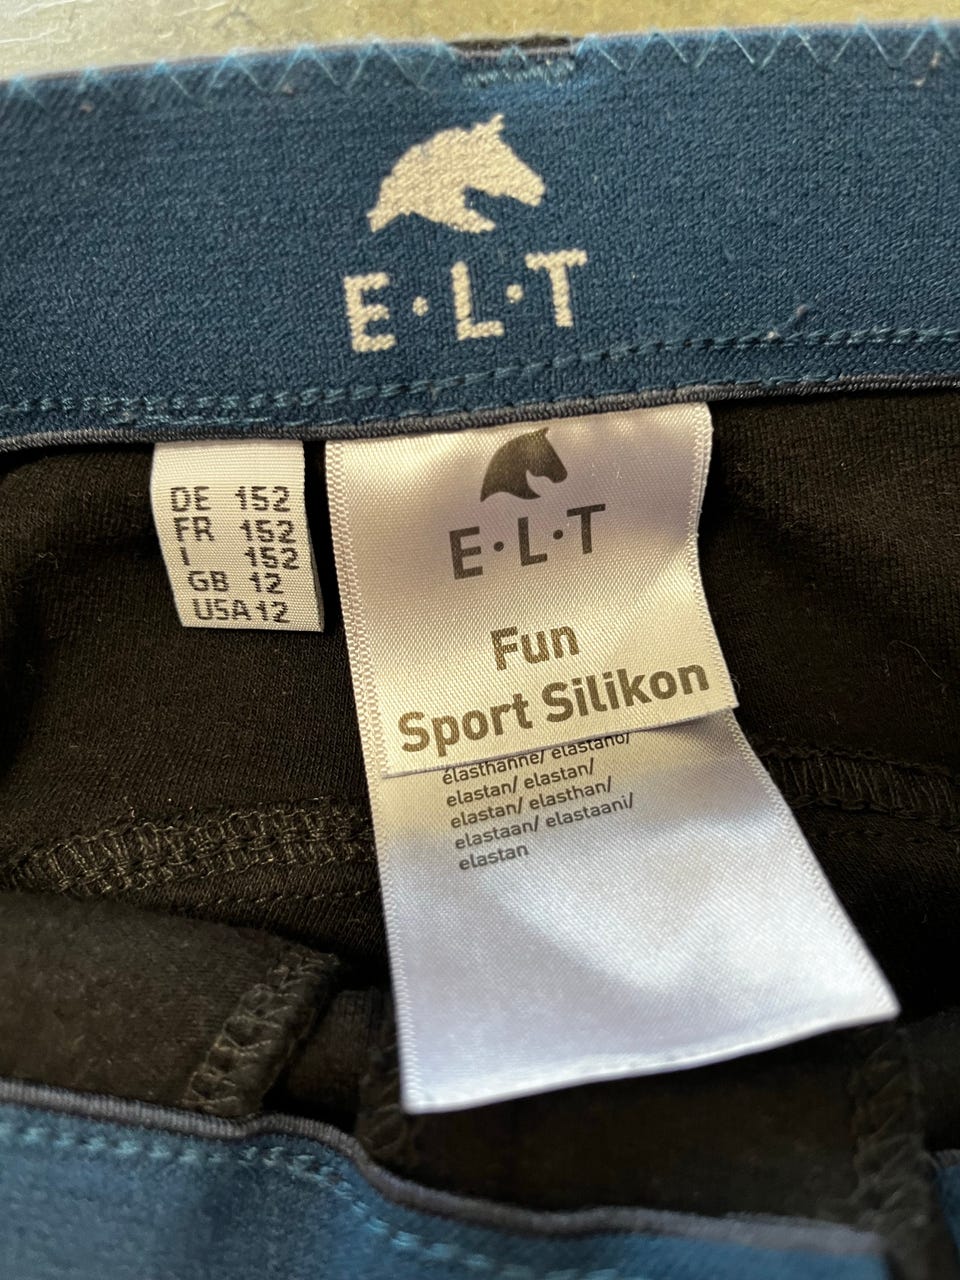 E·L·T
DE 152
FR 152
I 152
GB 12
USA 12
E·L·T
Fun
Sport Silikon
élasthanne/ elastano/
elastan/ elastan/
elastan/ elasthan/
elastaan/ elastaani/
elastan